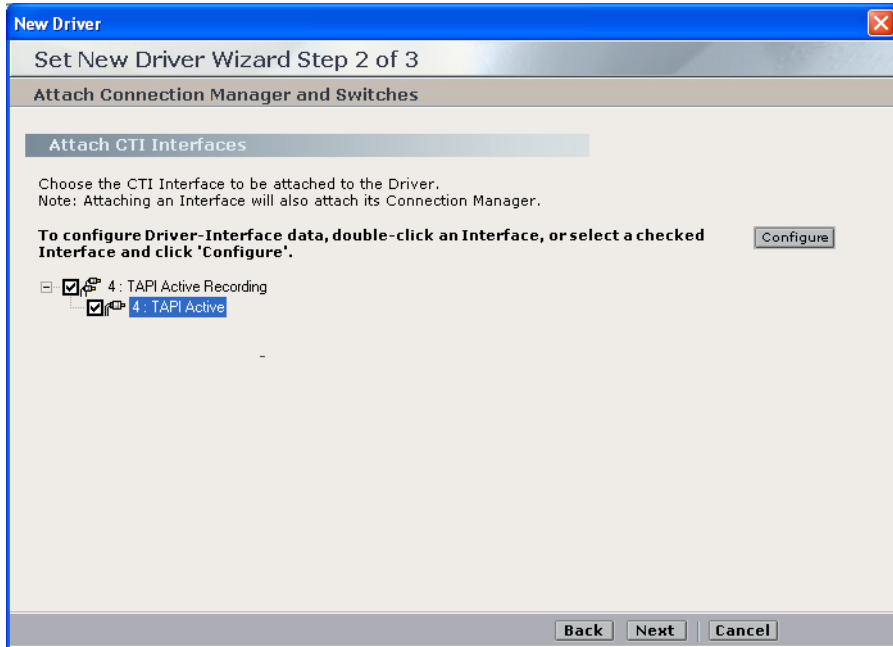 New Driver
Set New Driver Wizard Step 2 of 3
Attach Connection Manager and Switches
Attach CTI Interfaces
Choose the CTI Interface to be attached to the Driver.
Note: Attaching an Interface will also attach its Connection Manager.
To configure Driver-Interface data, double-click an Interface, or select a checked
Interface and click 'Configure'.
Configure
4 : TAPI Active Recording
4 : TAPI Active
-
Back Next Cancel